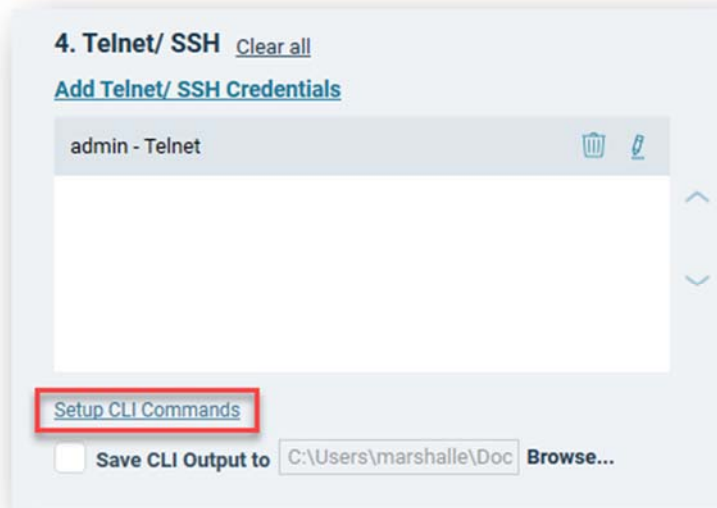 4. Telnet/ SSH Clear all
Add Telnet/ SSH Credentials
admin - Telnet
Setup CLI Commands
Save CLI Output to C:\Users\marshalle\Doc Browse...